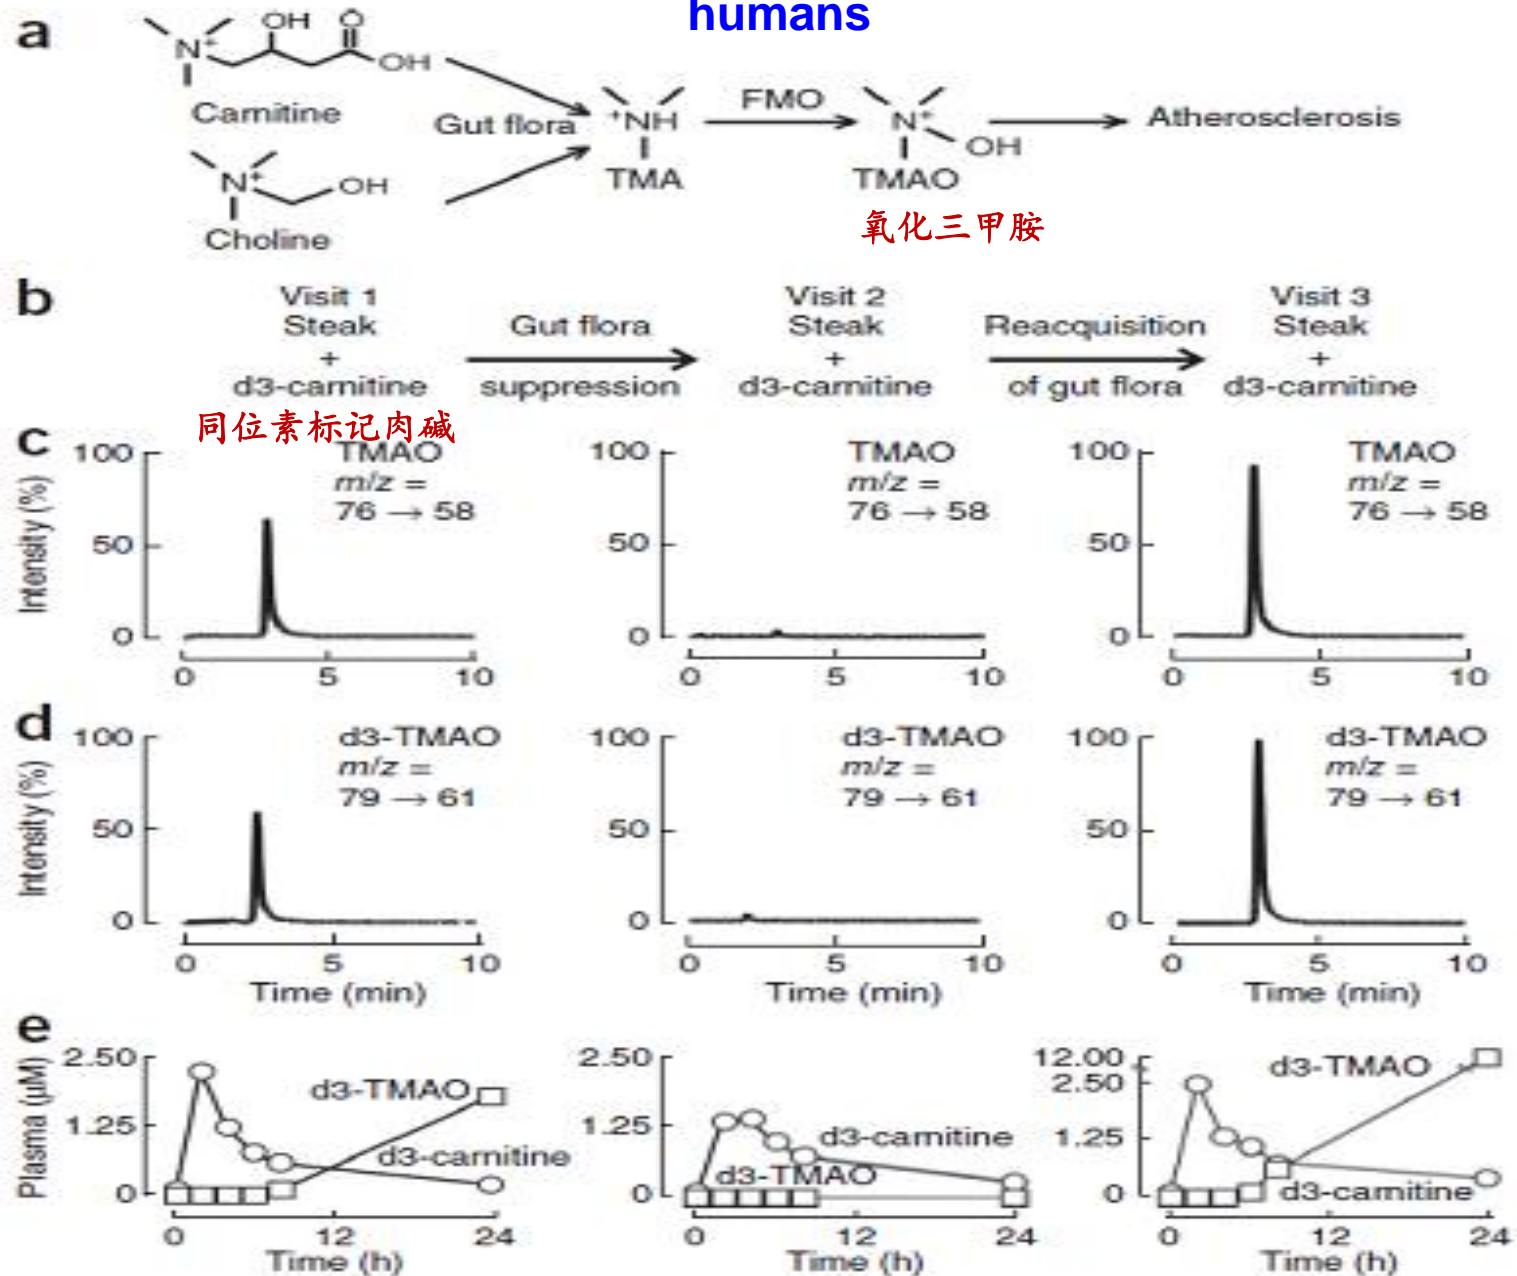 humans
a
OH
O
N+
OH
Carnitine
Gut flora
+NH
TMA
FMO
N+
OH
TMAO
Atherosclerosis
N+
OH
Choline
氧化三甲胺
b
Visit 1
Steak
+
d3-carnitine
Gut flora
suppression
Visit 2
Steak
+
d3-carnitine
Reacquisition
of gut flora
Visit 3
Steak
+
d3-carnitine
同位素标记肉碱
c
Intensity (%)
100
50
0
TMAO
m/z =
76 → 58
0 5 10
100
50
0
TMAO
m/z =
76 → 58
0 5 10
100
50
0
TMAO
m/z =
76 → 58
0 5 10
d
Intensity (%)
100
50
0
d3-TMAO
m/z =
79 → 61
0 5 10
Time (min)
100
50
0
d3-TMAO
m/z =
79 → 61
0 5 10
Time (min)
100
50
0
d3-TMAO
m/z =
79 → 61
0 5 10
Time (min)
e
Plasma (μM)
2.50
1.25
0
d3-TMAO
d3-carnitine
0 12 24
Time (h)
2.50
1.25
0
d3-carnitine
d3-TMAO
0 12 24
Time (h)
12.00
2.50
1.25
0
d3-TMAO
d3-carnitine
0 12 24
Time (h)